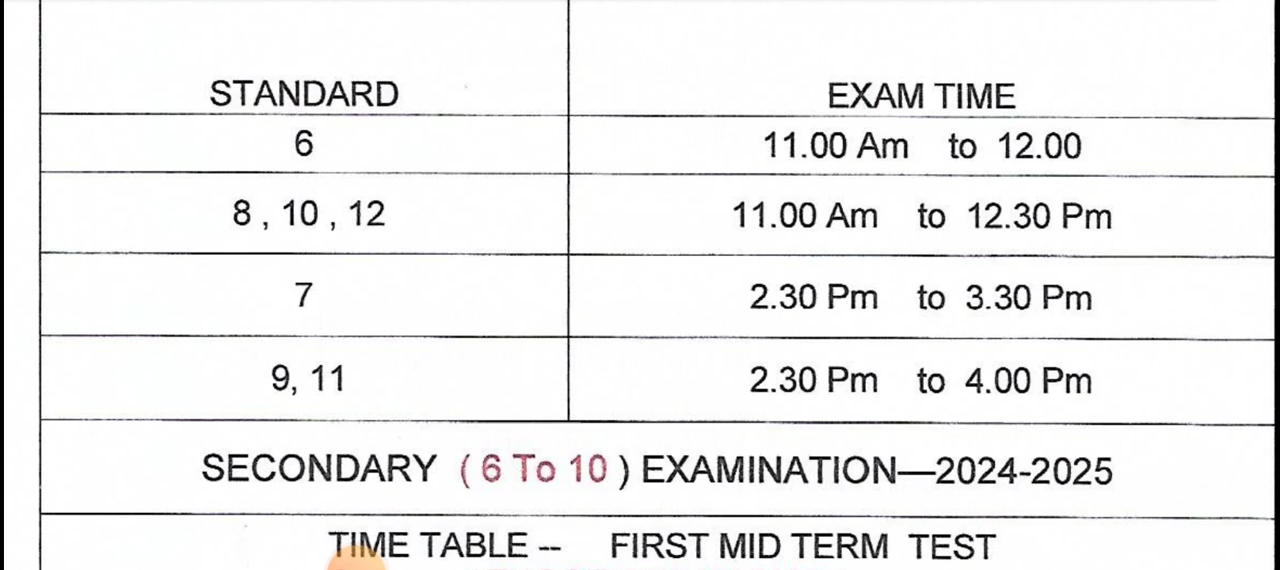 STANDARD EXAM TIME
6 11.00 Am to 12.00
8 , 10 , 12 11.00 Am to 12.30 Pm
7 2.30 Pm to 3.30 Pm
9, 11 2.30 Pm to 4.00 Pm
SECONDARY ( 6 To 10 ) EXAMINATION—2024-2025
TIME TABLE -- FIRST MID TERM TEST